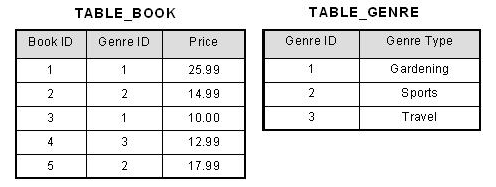 TABLE_BOOK
Book ID Genre ID Price
1 1 25.99
2 2 14.99
3 1 10.00
4 3 12.99
5 2 17.99
TABLE_GENRE
Genre ID Genre Type
1 Gardening
2 Sports
3 Travel